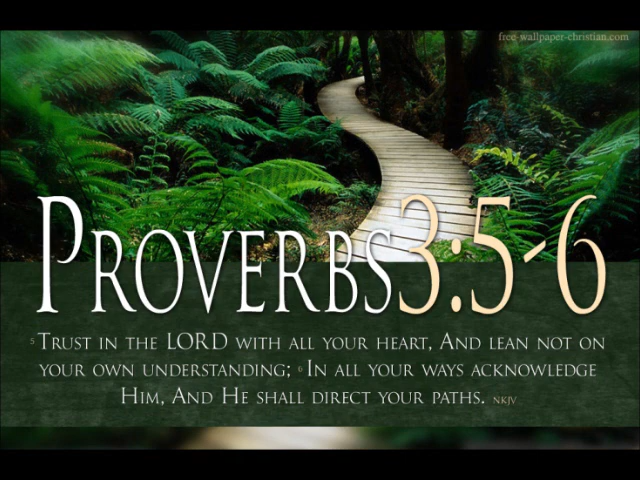 free-wallpaper-christian.com
PROVERBS 3:5-6
5 TRUST IN THE LORD WITH ALL YOUR HEART, AND LEAN NOT ON
YOUR OWN UNDERSTANDING; 6 IN ALL YOUR WAYS ACKNOWLEDGE
HIM, AND HE SHALL DIRECT YOUR PATHS. NKJV